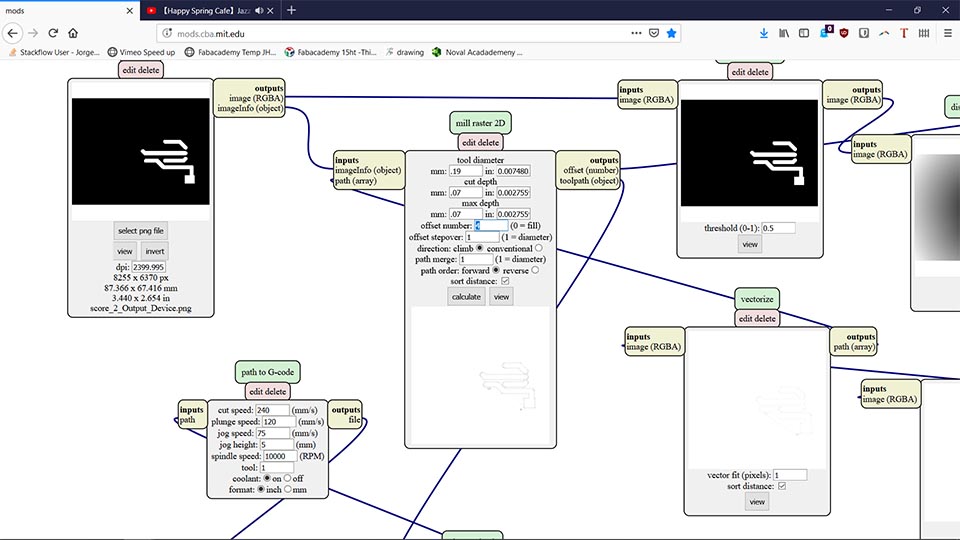 mods
【Happy Spring Cafe】Jaz
mods.cba.mit.edu
Stackflow User - Jorge...
Vimeo Speed up
Fabacademy Temp JH...
Fabacademy 15ht -Thi...
drawing
Noval Acadademeny ...
edit delete
outputs
image (RGBA)
imageInfo (object)
select png file
view
invert
dpi: 2399.995
8255 x 6370 px
87.366 x 67.416 mm
3.440 x 2.654 in
score_2_Output_Device.png
mill raster 2D
edit delete
inputs
imageInfo (object)
path (array)
tool diameter
mm: .19 in: 0.007480
cut depth
mm: .07 in: 0.002755
max depth
mm: .07 in: 0.002755
offset number: 4 (0 = fill)
offset stepover: 1 (1 = diameter)
direction: climb conventional
path merge: 1 (1 = diameter)
path order: forward reverse
sort distance:
calculate
view
outputs
offset (number)
toolpath (object)
edit delete
inputs
image (RGBA)
threshold (0-1): 0.5
view
outputs
image (RGBA)
inputs
image (RGBA)
dis
vectorize
edit delete
inputs
image (RGBA)
vector fit (pixels): 1
sort distance:
view
outputs
path (array)
inputs
image (RGBA)
path to G-code
edit delete
inputs
path
cut speed: 240 (mm/s)
plunge speed: 120 (mm/s)
jog speed: 75 (mm/s)
jog height: 5 (mm)
spindle speed: 10000 (RPM)
tool: 1
coolant: on off
format: inch mm
outputs
file